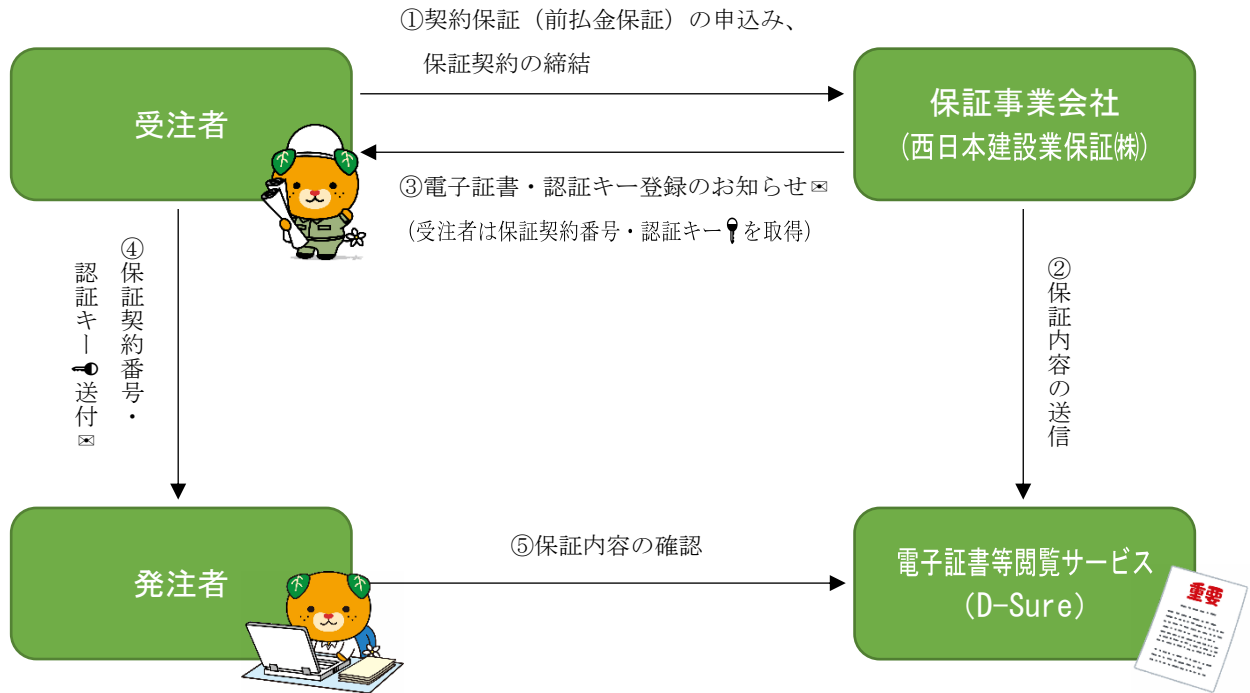 ①契約保証（前払金保証）の申込み、
保証契約の締結
受注者
保証事業会社
(西日本建設業保証㈱)
③電子証書・認証キー登録のお知らせ✉
(受注者は保証契約番号・認証キーを取得)
④保証契約番号・
認証キー送付✉
②保証内容の送信
発注者
⑤保証内容の確認
電子証書等閲覧サービス
(D-Sure)
重要